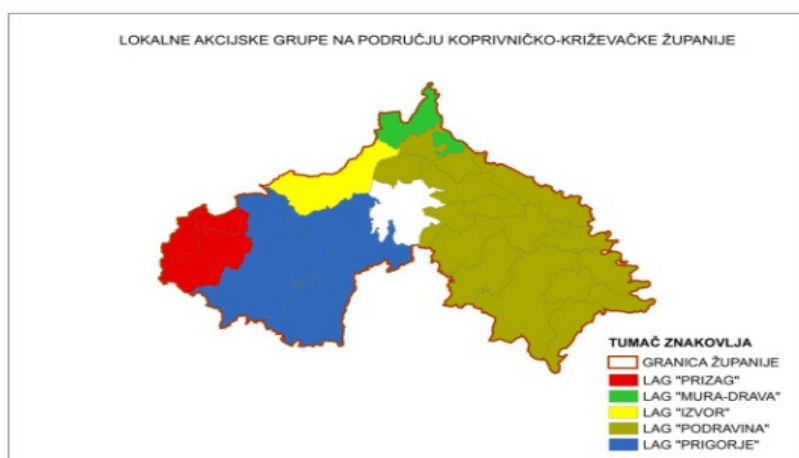 LOKALNE AKCIJSKE GRUPE NA PODRUČJU KOPRIVNIČKO-KRIŽEVAČKE ŽUPANIJE
TUMAČ ZNAKOVLJA
GRANICA ŽUPANIJE
LAG "PRIZAG"
LAG "MURA-DRAVA"
LAG "IZVOR"
LAG "PODRAVINA"
LAG "PRIGORJE"